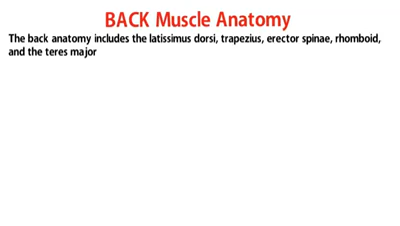 BACK Muscle Anatomy
The back anatomy includes the latissimus dorsi, trapezius, erector spinae, rhomboid,
and the teres major